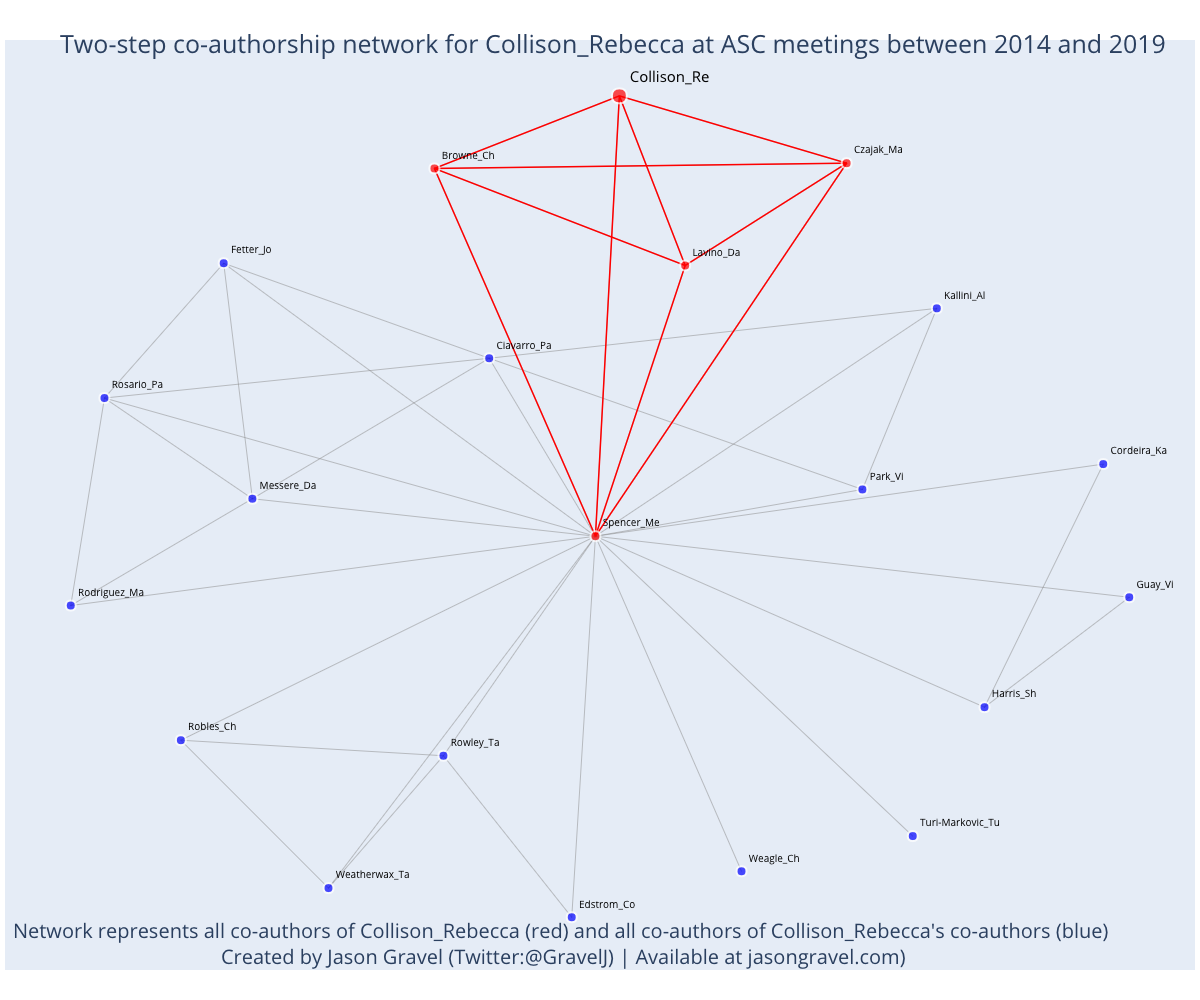 Two-step co-authorship network for Collison_Rebecca at ASC meetings between 2014 and 2019
Collison_Re
Browne_Ch
Czajak_Ma
Fetter_Jo
Lavino_Da
Kallini_Al
Ciavarro_Pa
Rosario_Pa
Cordeira_Ka
Park_Vi
Messere_Da
Spencer_Me
Guay_Vi
Rodriguez_Ma
Harris_Sh
Robles_Ch
Rowley_Ta
Turi-Markovic_Tu
Weagle_Ch
Weatherwax_Ta
Edstrom_Co
Network represents all co-authors of Collison_Rebecca (red) and all co-authors of Collison_Rebecca's co-authors (blue)
Created by Jason Gravel (Twitter:@GravelJ) | Available at jasongravel.com)